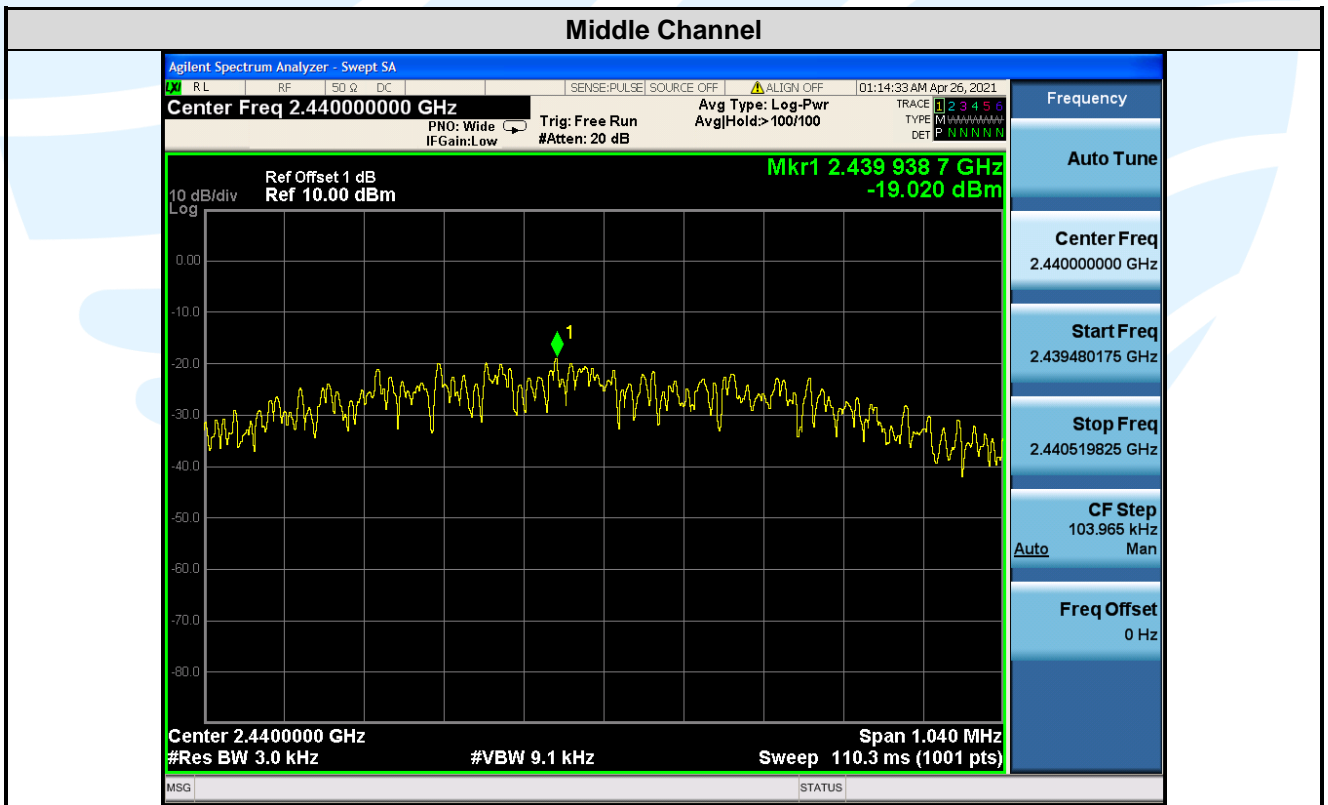 Middle Channel
Agilent Spectrum Analyzer - Swept SA
LXI RL RF 50 Ω DC SENSE:PULSE SOURCE OFF ALIGN OFF 01:14:33 AM Apr 26, 2021
Center Freq 2.440000000 GHz
PNO: Wide
IFGain:Low
Trig: Free Run
#Atten: 20 dB
Avg Type: Log-Pwr
Avg|Hold:>100/100
TRACE 1 2 3 4 5 6
TYPE M
DET P N N N N N
Mkr1 2.439 938 7 GHz
-19.020 dBm
Ref Offset 1 dB
10 dB/div Ref 10.00 dBm
Log
0.00
-10.0
-20.0
-30.0
-40.0
-50.0
-60.0
-70.0
-80.0
1
Center 2.4400000 GHz Span 1.040 MHz
#Res BW 3.0 kHz #VBW 9.1 kHz Sweep 110.3 ms (1001 pts)
MSG STATUS
Frequency
Auto Tune
Center Freq
2.440000000 GHz
Start Freq
2.439480175 GHz
Stop Freq
2.440519825 GHz
CF Step
103.965 kHz
Auto Man
Freq Offset
0 Hz